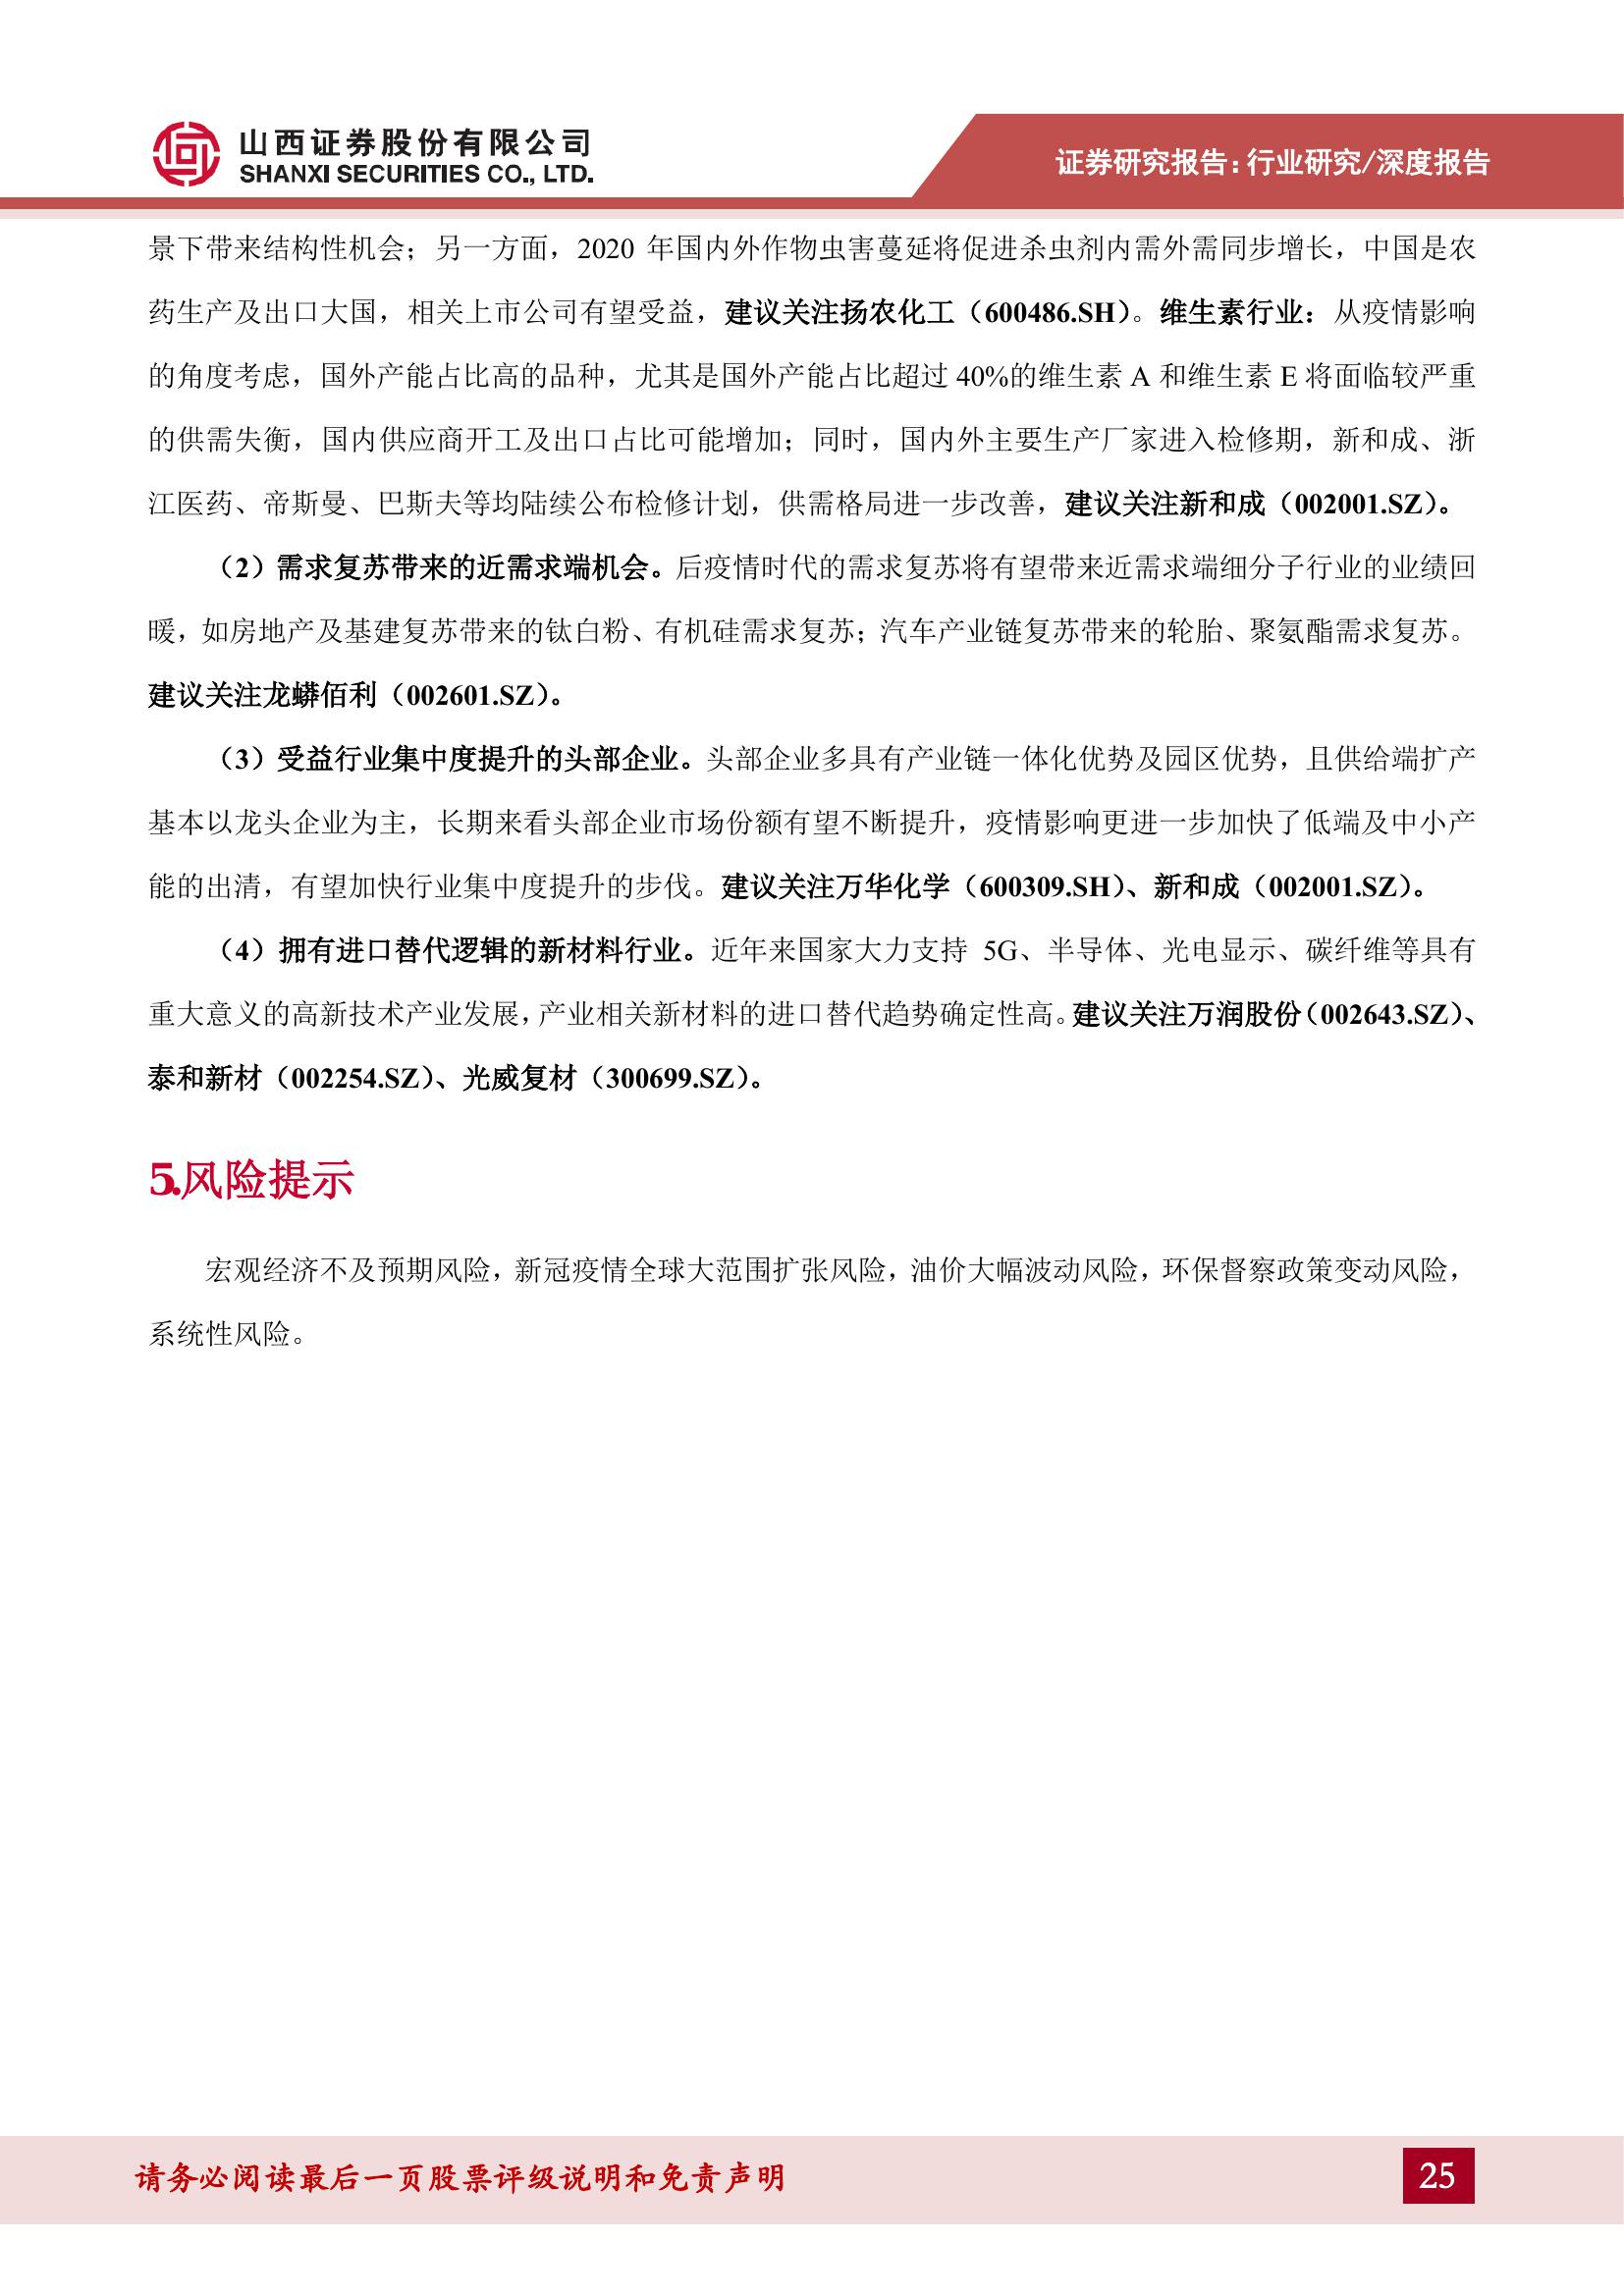 山西证券股份有限公司
SHANXI SECURITIES CO., LTD.
证券研究报告：行业研究/深度报告
景下带来结构性机会；另一方面，2020 年国内外作物虫害蔓延将促进杀虫剂内需外需同步增长，中国是农
药生产及出口大国，相关上市公司有望受益，建议关注扬农化工（600486.SH）。维生素行业：从疫情影响
的角度考虑，国外产能占比高的品种，尤其是国外产能占比超过 40%的维生素 A 和维生素 E 将面临较严重
的供需失衡，国内供应商开工及出口占比可能增加；同时，国内外主要生产厂家进入检修期，新和成、浙
江医药、帝斯曼、巴斯夫等均陆续公布检修计划，供需格局进一步改善，建议关注新和成（002001.SZ）。
（2）需求复苏带来的近需求端机会。后疫情时代的需求复苏将有望带来近需求端细分子行业的业绩回
暖，如房地产及基建复苏带来的钛白粉、有机硅需求复苏；汽车产业链复苏带来的轮胎、聚氨酯需求复苏。
建议关注龙蟒佰利（002601.SZ）。
（3）受益行业集中度提升的头部企业。头部企业多具有产业链一体化优势及园区优势，且供给端扩产
基本以龙头企业为主，长期来看头部企业市场份额有望不断提升，疫情影响更进一步加快了低端及中小产
能的出清，有望加快行业集中度提升的步伐。建议关注万华化学（600309.SH）、新和成（002001.SZ）。
（4）拥有进口替代逻辑的新材料行业。近年来国家大力支持 5G、半导体、光电显示、碳纤维等具有
重大意义的高新技术产业发展，产业相关新材料的进口替代趋势确定性高。建议关注万润股份（002643.SZ）、
泰和新材（002254.SZ）、光威复材（300699.SZ）。
5.风险提示
宏观经济不及预期风险，新冠疫情全球大范围扩张风险，油价大幅波动风险，环保督察政策变动风险，
系统性风险。
请务必阅读最后一页股票评级说明和免责声明
25